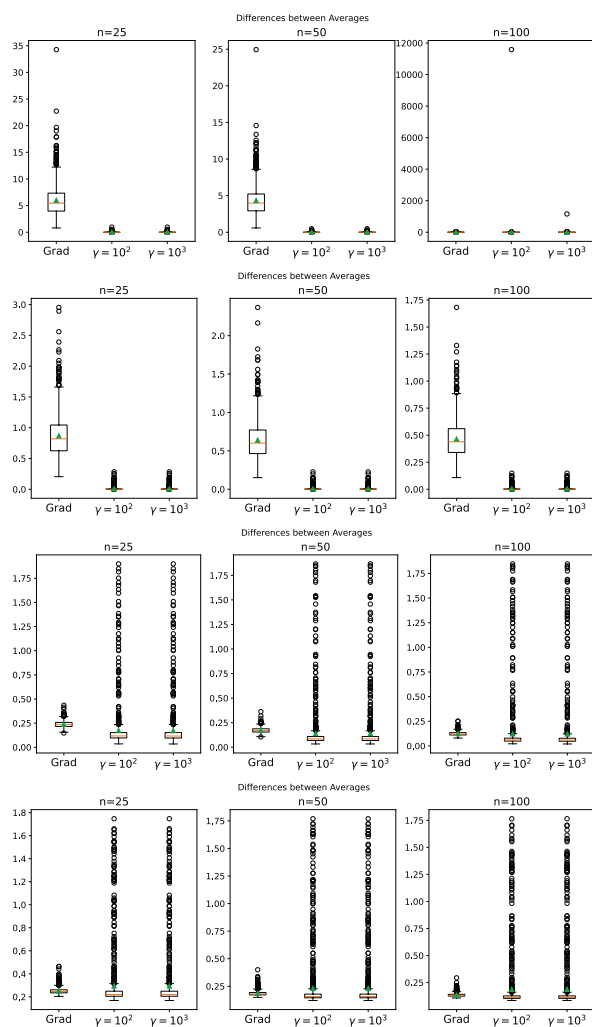 Differences between Averages
n=25 n=50 n=100
35 25 12000
30 20 10000
25 15 8000
20 10 6000
15 5 4000
10 0 2000
5 0
0
Grad γ = 10² γ = 10³ Grad γ = 10² γ = 10³ Grad γ = 10² γ = 10³
Differences between Averages
n=25 n=50 n=100
3.0 2.5 1.75
2.5 2.0 1.50
2.0 1.5 1.25
1.5 1.0 1.00
1.0 0.5 0.75
0.5 0.0 0.50
0.0 0.25
0.00
Grad γ = 10² γ = 10³ Grad γ = 10² γ = 10³ Grad γ = 10² γ = 10³
Differences between Averages
n=25 n=50 n=100
1.75 1.75 1.75
1.50 1.50 1.50
1.25 1.25 1.25
1.00 1.00 1.00
0.75 0.75 0.75
0.50 0.50 0.50
0.25 0.25 0.25
0.00 0.00 0.00
Grad γ = 10² γ = 10³ Grad γ = 10² γ = 10³ Grad γ = 10² γ = 10³
Differences between Averages
n=25 n=50 n=100
1.8 1.75 1.75
1.6 1.50 1.50
1.4 1.25 1.25
1.2 1.00 1.00
1.0 0.75 0.75
0.8 0.50 0.50
0,6 0.25 0.25
0,4
0,2
Grad γ = 10² γ = 10³ Grad γ = 10² γ = 10³ Grad γ = 10² γ = 10³